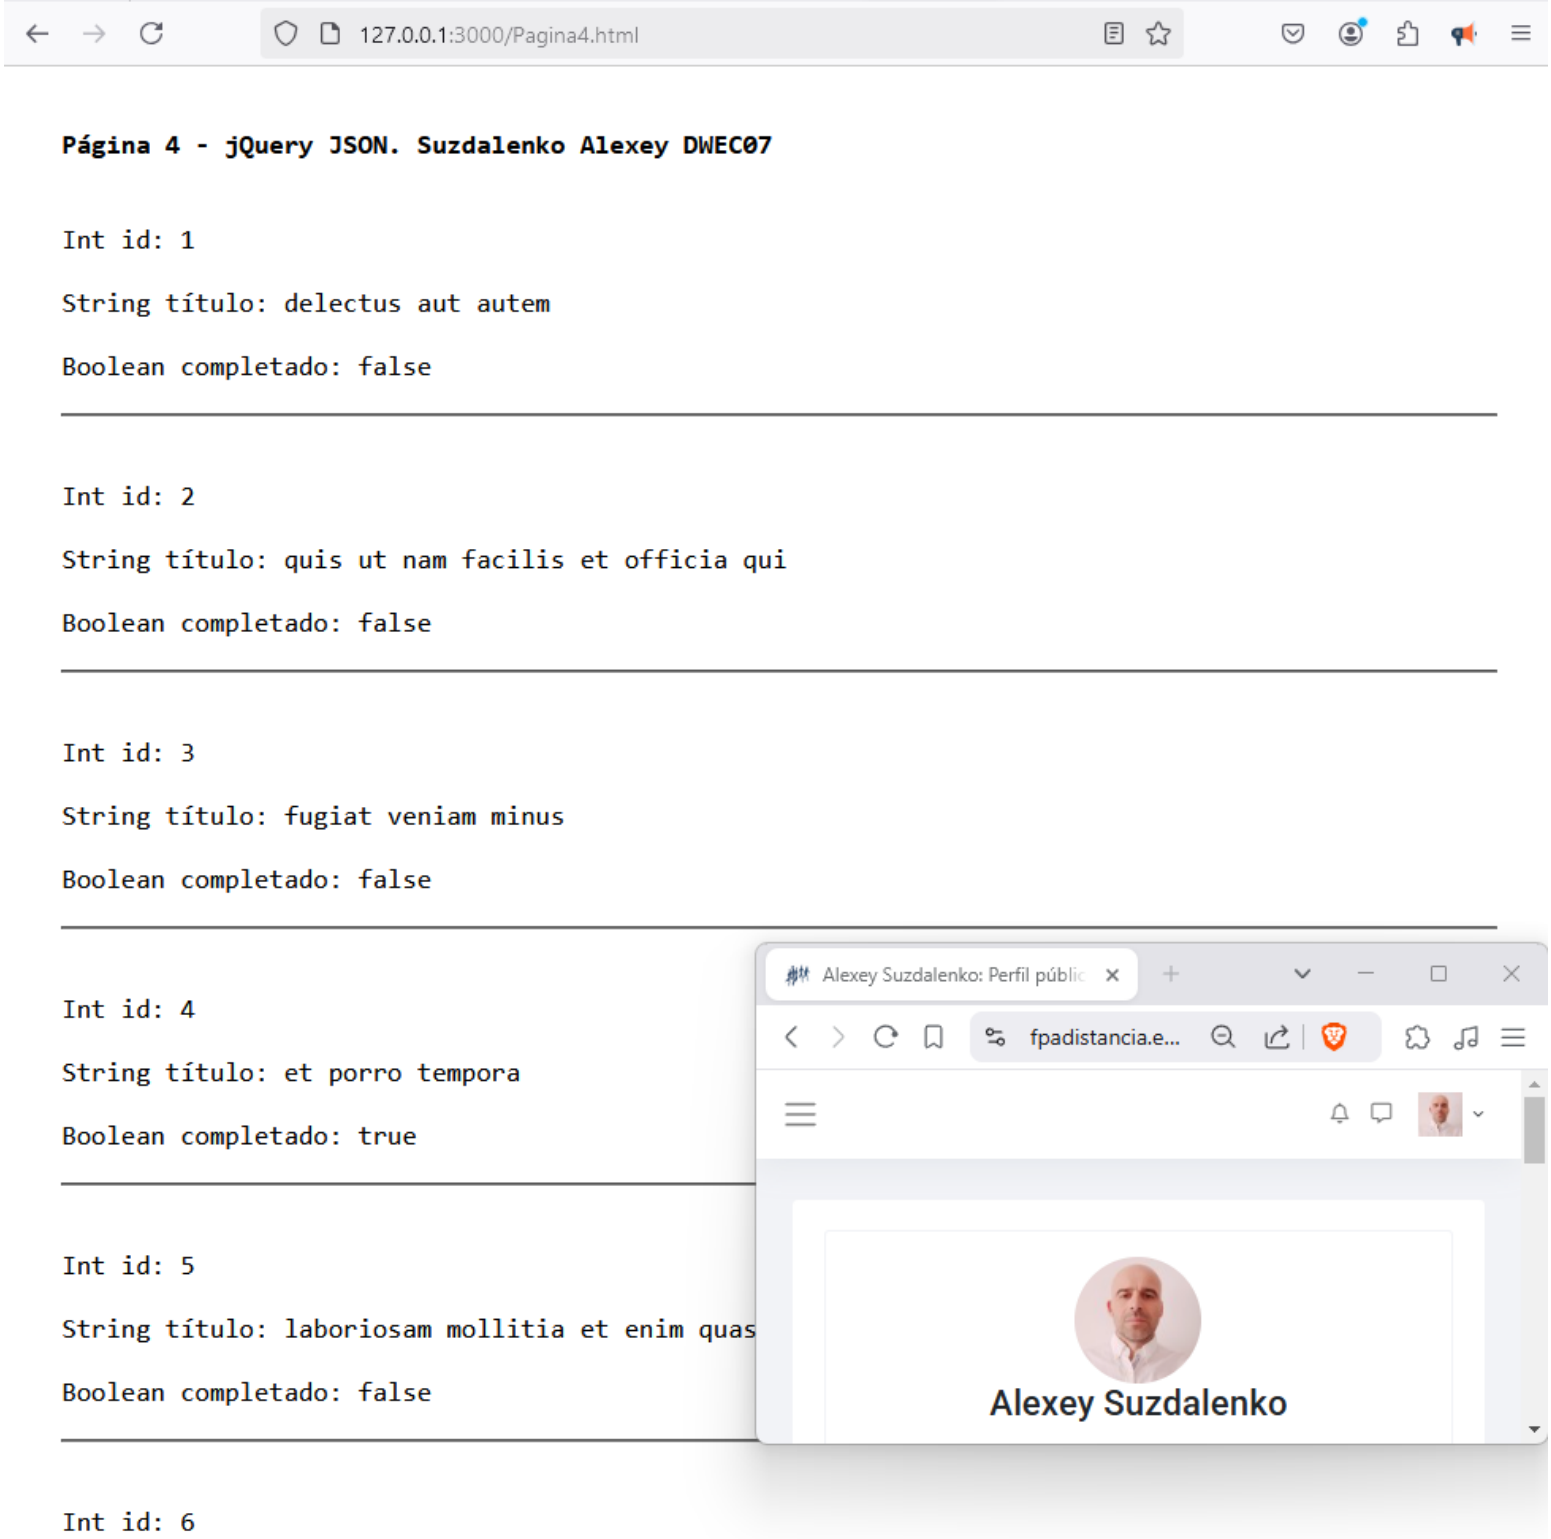 127.0.0.1:3000/Pagina4.html
Página 4 - jQuery JSON. Suzdalenko Alexey DWEC07
Int id: 1
String título: delectus aut autem
Boolean completado: false
Int id: 2
String título: quis ut nam facilis et officia qui
Boolean completado: false
Int id: 3
String título: fugiat veniam minus
Boolean completado: false
Int id: 4
String título: et porro tempora
Boolean completado: true
Int id: 5
String título: laboriosam mollitia et enim quas
Boolean completado: false
Int id: 6
Alexey Suzdalenko: Perfil públic
fpadistancia.e...
Alexey Suzdalenko